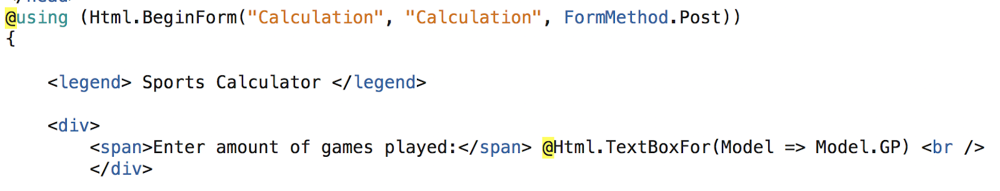 @using (Html.BeginForm("Calculation", "Calculation", FormMethod.Post))
{
<legend> Sports Calculator </legend>
<div>
<span>Enter amount of games played:</span> @Html.TextBoxFor(Model => Model.GP) <br />
</div>